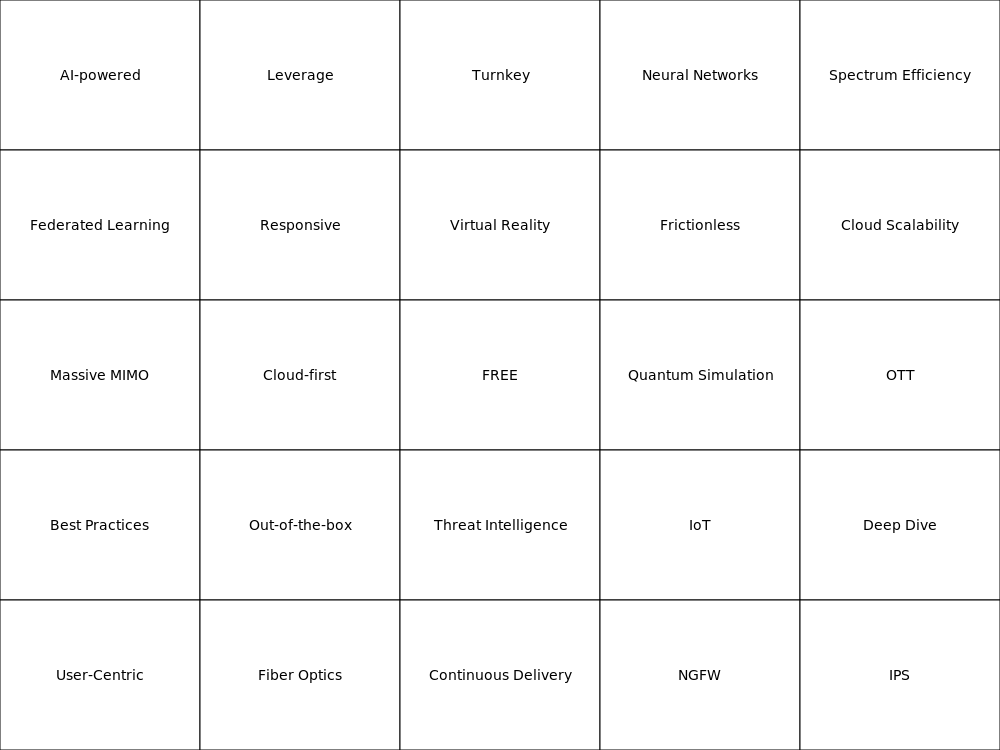 AI-powered
Leverage
Turnkey
Neural Networks
Spectrum Efficiency
Federated Learning
Responsive
Virtual Reality
Frictionless
Cloud Scalability
Massive MIMO
Cloud-first
FREE
Quantum Simulation
OTT
Best Practices
Out-of-the-box
Threat Intelligence
IoT
Deep Dive
User-Centric
Fiber Optics
Continuous Delivery
NGFW
IPS